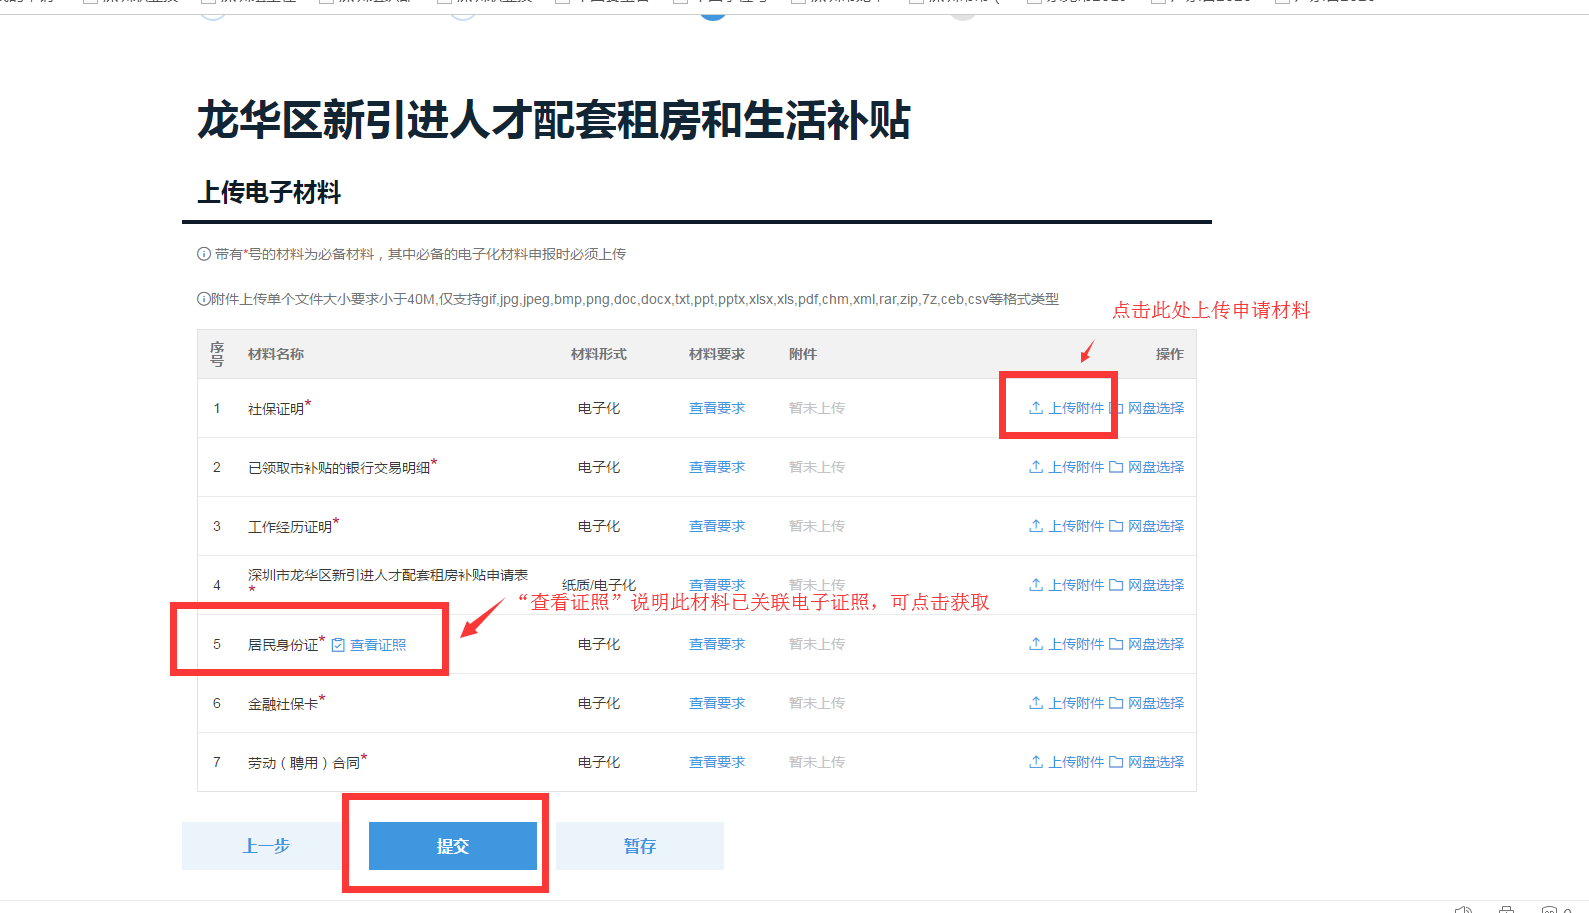 龙华区新引进人才配套租房和生活补贴
上传电子材料
带有*号的材料为必备材料，其中必备的电子化材料申报时必须上传
附件上传单个文件大小要求小于40M,仅支持gif,jpg,jpeg,bmp,png,doc,docx,txt,ppt,pptx,xlsx,xls,pdf,chm,xml,rar,zip,7z,ceb,csv等格式类型
点击此处上传申请材料
序号 材料名称 材料形式 材料要求 附件 操作
1 社保证明* 电子化 查看要求 暂未上传 上传附件 网盘选择
2 已领取市补贴的银行交易明细* 电子化 查看要求 暂未上传 上传附件 网盘选择
3 工作经历证明* 电子化 查看要求 暂未上传 上传附件 网盘选择
4 深圳市龙华区新引进人才配套租房补贴申请表* 纸质/电子化 查看要求 暂未上传 上传附件 网盘选择
“查看证照”说明此材料已关联电子证照，可点击获取
5 居民身份证* 查看证照 电子化 查看要求 暂未上传 上传附件 网盘选择
6 金融社保卡* 电子化 查看要求 暂未上传 上传附件 网盘选择
7 劳动（聘用）合同* 电子化 查看要求 暂未上传 上传附件 网盘选择
上一步 提交 暂存